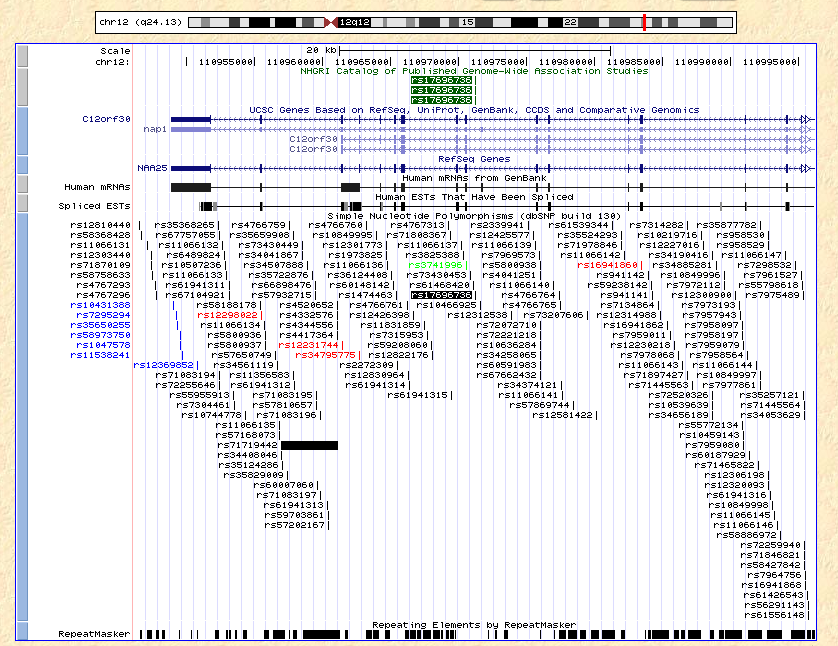 chr12 (q24.13) 12q12 15 22
Scale 20 kb
chr12: 110955000 110960000 110965000 110970000 110975000 110980000 110985000 110990000 110995000
NHGRI Catalog of Published Genome-Wide Association Studies
rs17696736
rs17696736
rs17696736
UCSC Genes Based on RefSeq, UniProt, GenBank, CCDS and Comparative Genomics
C12orf30
nap1
C12orf30
C12orf30
RefSeq Genes
NAA25
Human mRNAs from GenBank
Human mRNAs
Human ESTs That Have Been Spliced
Spliced ESTs
Simple Nucleotide Polymorphisms (dbSNP build 130)
rs12810440 rs35368265 rs4766759 rs4766760 rs4767313 rs2339941 rs61539344 rs7314282 rs35877782
rs58368428 rs67757055 rs35659908 rs10849995 rs71808367 rs12425577 rs35524293 rs10219716 rs958530
rs11066131 rs11066132 rs73430449 rs12301773 rs11066137 rs11066139 rs71978846 rs12227016 rs958529
rs12303440 rs6489824 rs34041867 rs1973825 rs3825388 rs7969573 rs11066142 rs34190416 rs11066147
rs71870109 rs10507236 rs34507888 rs11066136 rs5800938 rs16941860 rs34885281 rs7298532
rs58758633 rs11066133 rs35722876 rs36124408 rs73430453 rs4041251 rs941142 rs10849996 rs7961527
rs4767293 rs61941311 rs66898476 rs60148142 rs61468420 rs11066140 rs59238142 rs7972112 rs55798618
rs4767296 rs67104921 rs57932715 rs1474463 rs17696736 rs4766764 rs941141 rs12300900 rs7975489
rs10431388 rs58188178 rs4520652 rs4766761 rs10466925 rs4766765 rs7134864 rs7973193
rs7295294 rs12298022 rs4332576 rs12426398 rs12312538 rs73207606 rs12314988 rs7957943
rs35650255 rs11066134 rs4344556 rs11831859 rs72072710 rs16941862 rs7958097
rs58973750 rs5800936 rs4417364 rs7315953 rs72221218 rs7959011 rs7958197
rs1047578 rs5800937 rs12231744 rs59208060 rs10636284 rs12230218 rs7959079
rs11538241 rs57650749 rs34795775 rs12822176 rs34258065 rs7978068 rs7958564
rs12369852 rs34561119 rs2272309 rs60591983 rs11066143 rs11066144
rs71083194 rs11356583 rs12830964 rs67662432 rs71897427 rs10849997
rs72255646 rs61941312 rs61941314 rs34374121 rs71445563 rs7977861
rs55955913 rs71083195 rs61941315 rs11066141 rs72520326 rs35257121
rs7304461 rs57810657 rs57869744 rs10539639 rs71445564
rs10744778 rs71083196 rs12581422 rs34656189 rs34053629
rs11066135 rs55772134
rs57168073 rs10459143
rs71719442 rs7959080
rs34408046 rs60187929
rs35124286 rs71465822
rs35829009 rs12306198
rs60007060 rs12320093
rs71083197 rs61941316
rs61941313 rs10849998
rs59703861 rs11066145
rs57202167 rs11066146
rs58886972
rs72259940
rs71846821
rs58427842
rs7964756
rs16941868
rs61426543
rs56291143
rs61556148
Repeating Elements by RepeatMasker
RepeatMasker